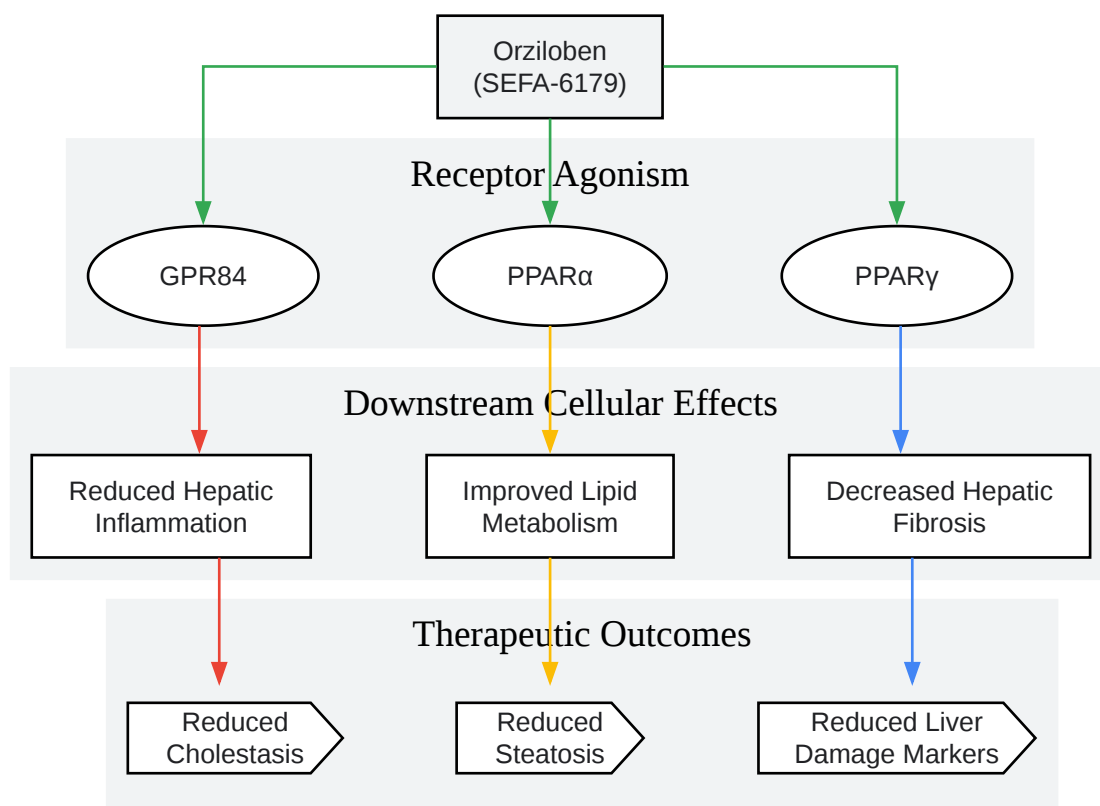 Orziloben
(SEFA-6179)
Receptor Agonism
GPR84
PPARα
PPARγ
Downstream Cellular Effects
Reduced Hepatic
Inflammation
Improved Lipid
Metabolism
Decreased Hepatic
Fibrosis
Therapeutic Outcomes
Reduced
Cholestasis
Reduced
Steatosis
Reduced Liver
Damage Markers